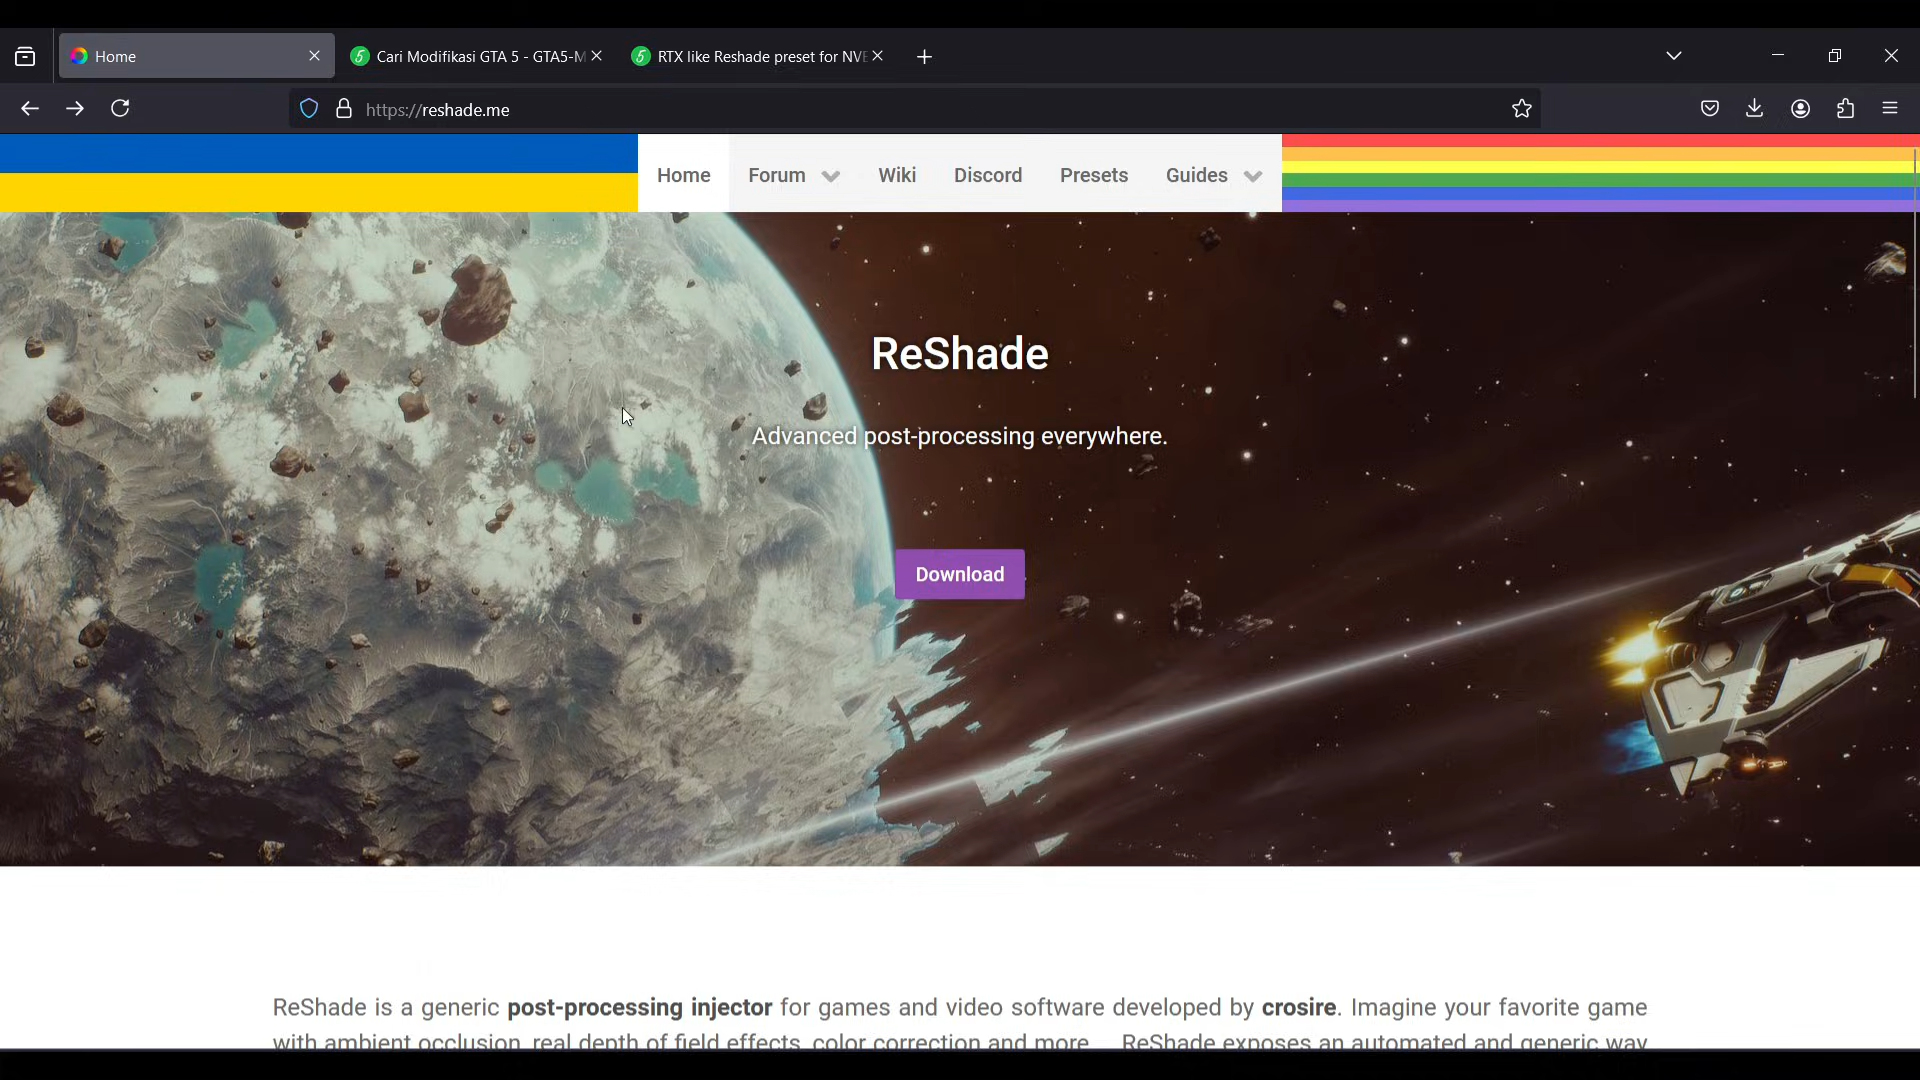 Home
Cari Modifikasi GTA 5 - GTA5-M
RTX like Reshade preset for NVE
https://reshade.me
Home Forum Wiki Discord Presets Guides
ReShade
Advanced post-processing everywhere.
Download
ReShade is a generic post-processing injector for games and video software developed by crosire. Imagine your favorite game
with ambient occlusion, real depth of field effects, color correction and more ... ReShade exposes an automated and generic way